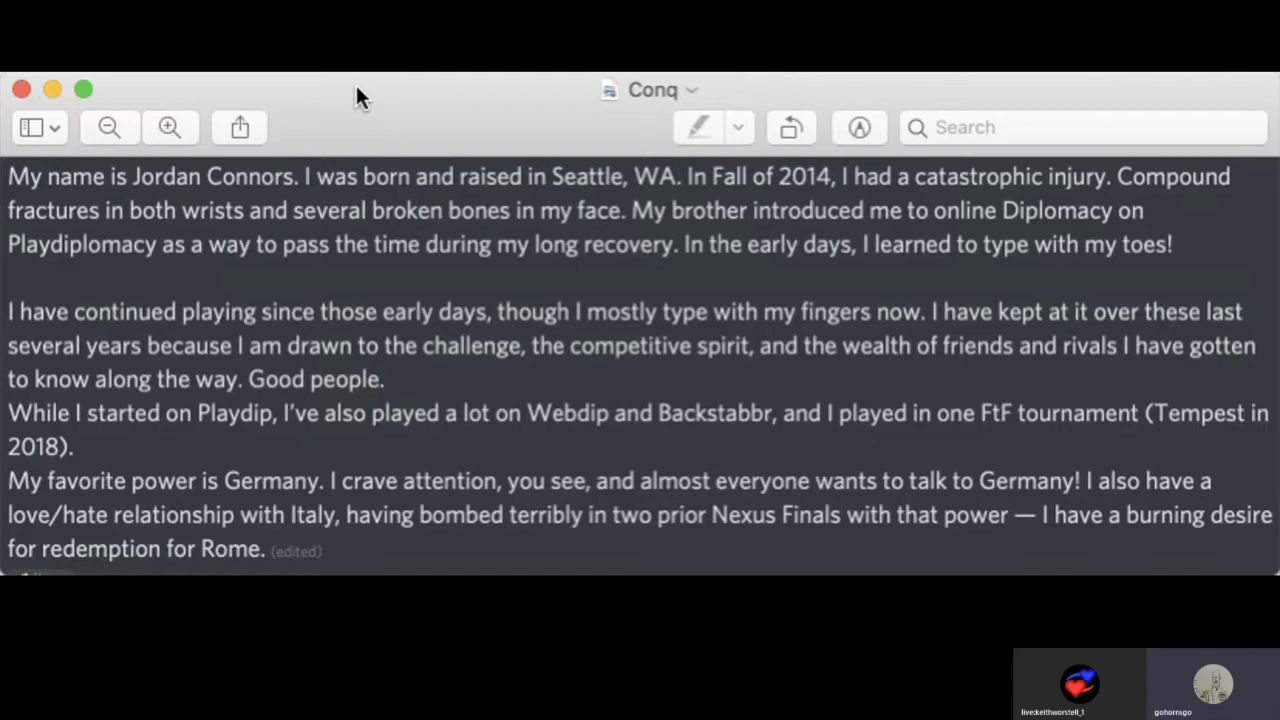 Conq
Search
My name is Jordan Connors. I was born and raised in Seattle, WA. In Fall of 2014, I had a catastrophic injury. Compound
fractures in both wrists and several broken bones in my face. My brother introduced me to online Diplomacy on
Playdiplomacy as a way to pass the time during my long recovery. In the early days, I learned to type with my toes!
I have continued playing since those early days, though I mostly type with my fingers now. I have kept at it over these last
several years because I am drawn to the challenge, the competitive spirit, and the wealth of friends and rivals I have gotten
to know along the way. Good people.
While I started on Playdip, I've also played a lot on Webdip and Backstabbr, and I played in one FtF tournament (Tempest in
2018).
My favorite power is Germany. I crave attention, you see, and almost everyone wants to talk to Germany! I also have a
love/hate relationship with Italy, having bombed terribly in two prior Nexus Finals with that power — I have a burning desire
for redemption for Rome. (edited)
live:keithworstell_1
gohornsgo